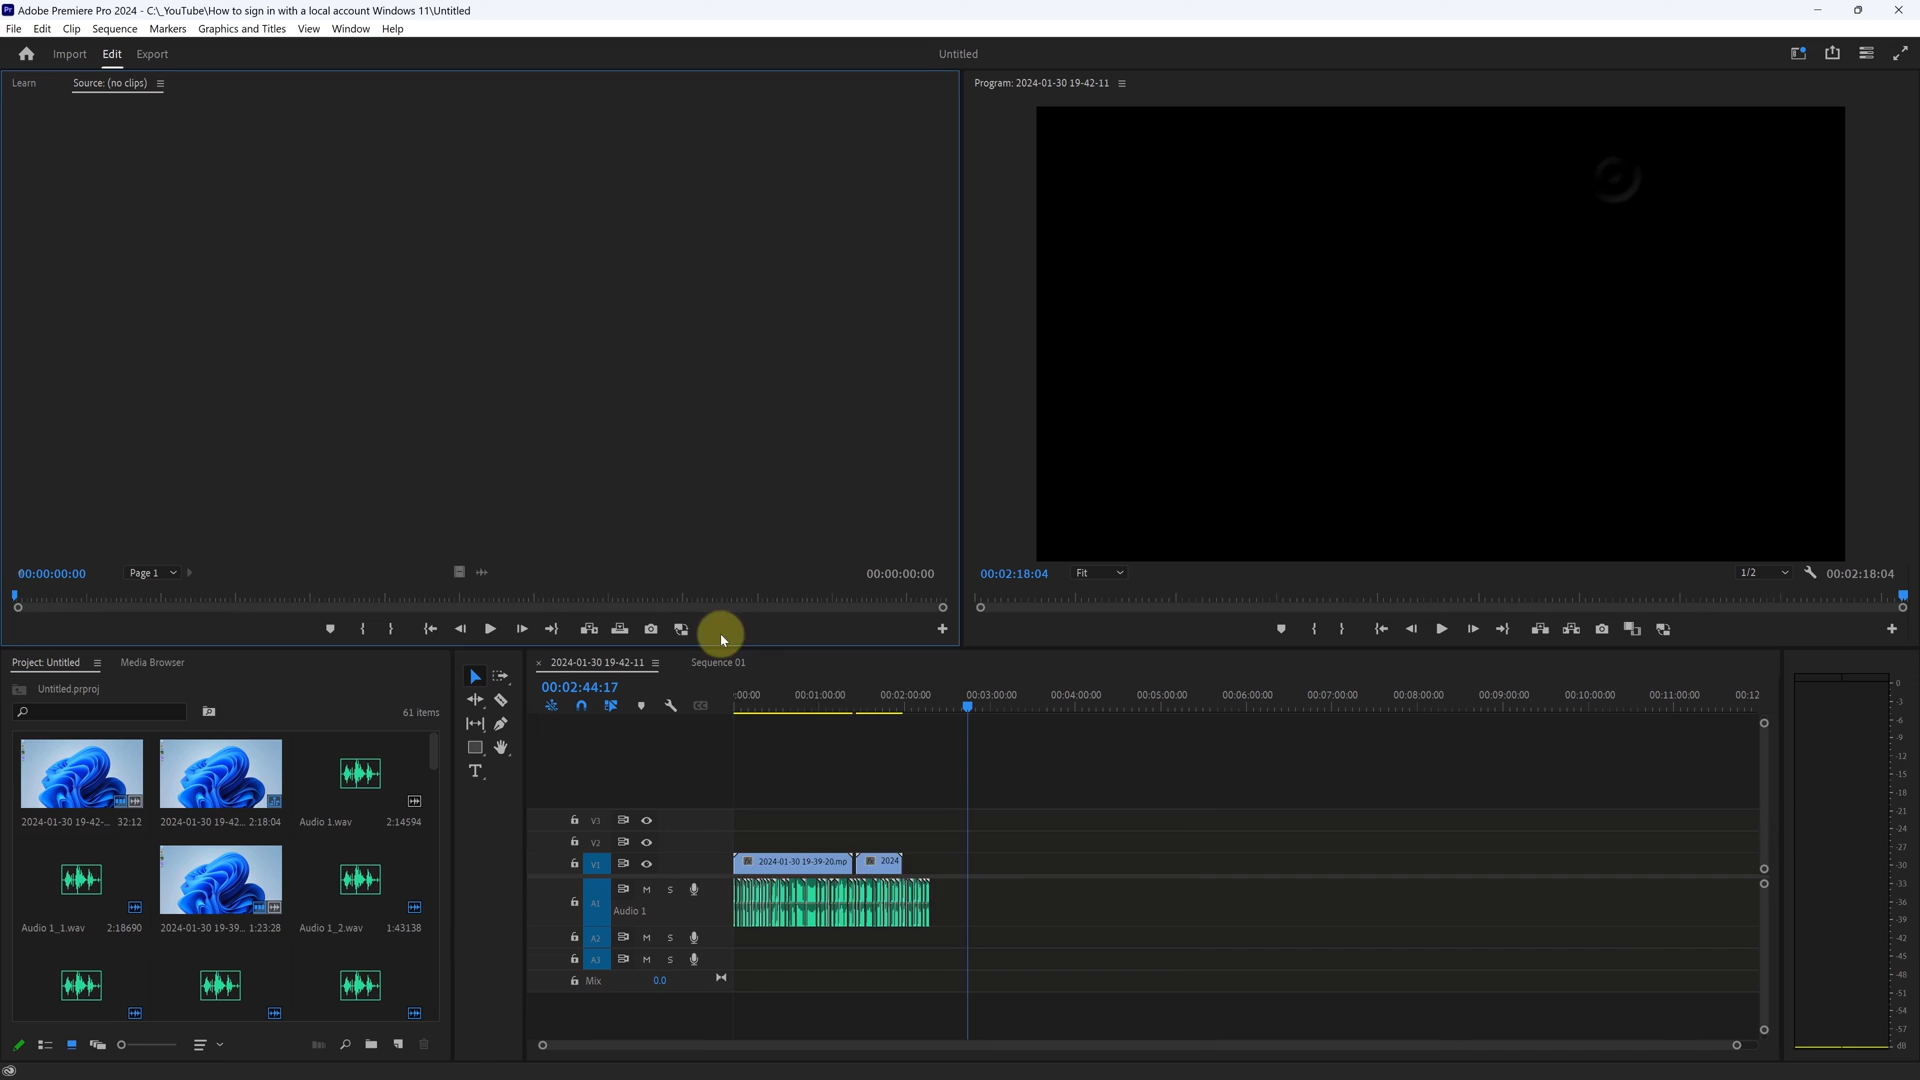 Adobe Premiere Pro 2024 - C:\_YouTube\How to sign in with a local account Windows 11\Untitled
File Edit Clip Sequence Markers Graphics and Titles View Window Help
Import Edit Export Untitled
Learn Source: (no clips) Program: 2024-01-30 19-42-11
00:00:00:00 Page 1 00:00:00:00 00:02:18:04 Fit 1/2 00:02:18:04
Project: Untitled Media Browser
Untitled.prproj
61 items
2024-01-30 19-42-... 32:12 2024-01-30 19-42... 2:18:04 Audio 1.wav 2:14594
Audio 1_1.wav 2:18690 2024-01-30 19-39... 1:23:28 Audio 1_2.wav 1:43138
T
× 2024-01-30 19-42-11 Sequence 01
00:02:44:17
:00:00 00:01:00:00 00:02:00:00 00:03:00:00 00:04:00:00 00:05:00:00 00:06:00:00 00:07:00:00 00:08:00:00 00:09:00:00 00:10:00:00 00:11:00:00 00:12
V3
V2
V1 fx 2024-01-30 19-39-20.mp fx 2024
A1 M S
Audio 1
A2 M S
A3 M S
Mix 0.0
0
-3
-6
-9
-12
-15
-18
-21
-24
-27
-30
-33
-36
-39
-42
-45
-48
-51
-54
-57
dB